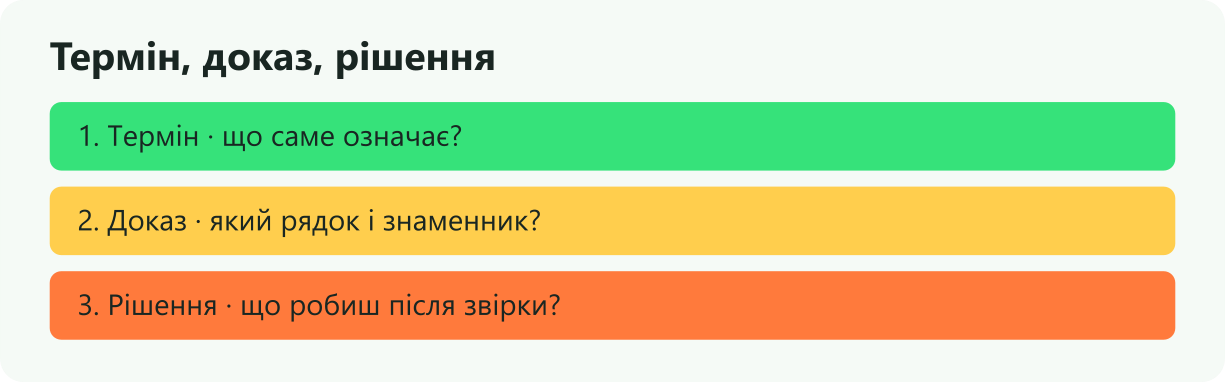 Термін, доказ, рішення
1. Термін · що саме означає?
2. Доказ · який рядок і знаменник?
3. Рішення · що робиш після звірки?